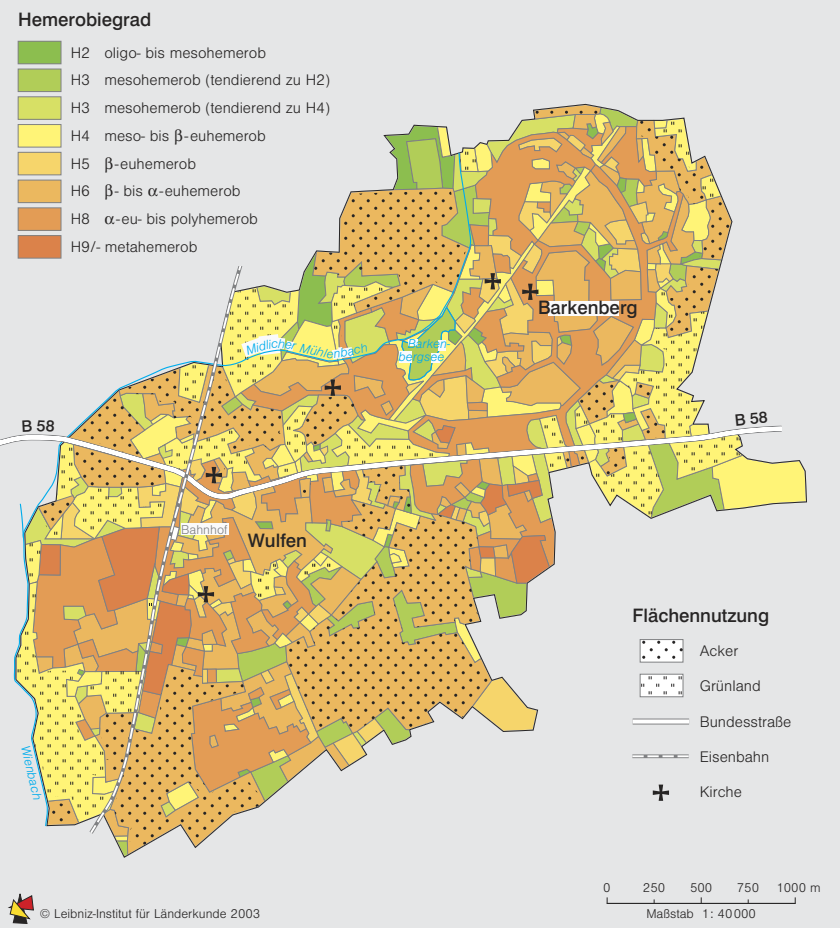 Hemerobiegrad
H2 oligo- bis mesohemerob
H3 mesohemerob (tendierend zu H2)
H3 mesohemerob (tendierend zu H4)
H4 meso- bis β-euhemerob
H5 β-euhemerob
H6 β- bis α-euhemerob
H8 α-eu- bis polyhemerob
H9/- metahemerob
Barkenberg
Midlicher Mühlenbach
Barken-
bergsee
B 58
B 58
Bahnhof
Wulfen
Wienbach
Flächennutzung
Acker
Grünland
Bundesstraße
Eisenbahn
Kirche
0 250 500 750 1000 m
Maßstab 1: 40000
© Leibniz-Institut für Länderkunde 2003